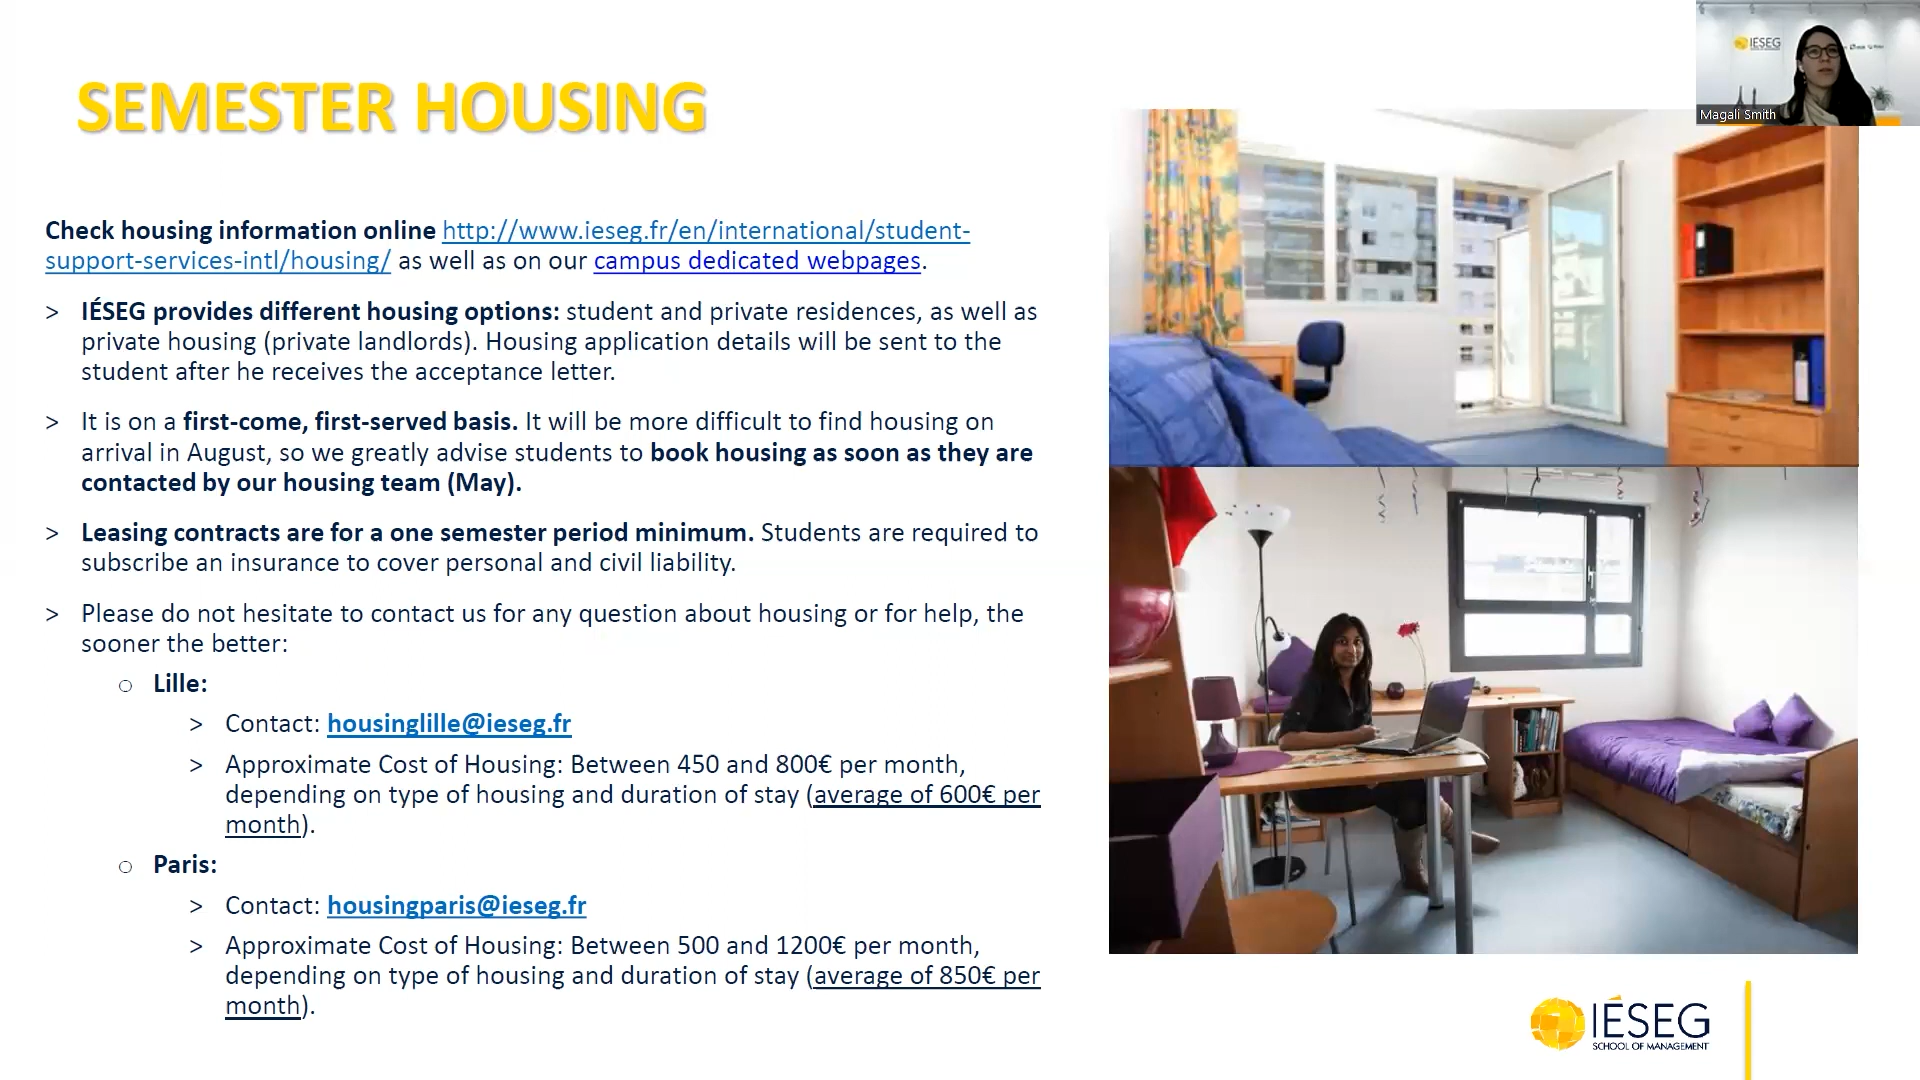 SEMESTER HOUSING
IÉSEG
Magali Smith
Check housing information online http://www.ieseg.fr/en/international/student-
support-services-intl/housing/ as well as on our campus dedicated webpages.
> IÉSEG provides different housing options: student and private residences, as well as
private housing (private landlords). Housing application details will be sent to the
student after he receives the acceptance letter.
> It is on a first-come, first-served basis. It will be more difficult to find housing on
arrival in August, so we greatly advise students to book housing as soon as they are
contacted by our housing team (May).
> Leasing contracts are for a one semester period minimum. Students are required to
subscribe an insurance to cover personal and civil liability.
> Please do not hesitate to contact us for any question about housing or for help, the
sooner the better:
o Lille:
> Contact: housinglille@ieseg.fr
> Approximate Cost of Housing: Between 450 and 800€ per month,
depending on type of housing and duration of stay (average of 600€ per
month).
o Paris:
> Contact: housingparis@ieseg.fr
> Approximate Cost of Housing: Between 500 and 1200€ per month,
depending on type of housing and duration of stay (average of 850€ per
month).
IÉSEG
SCHOOL OF MANAGEMENT